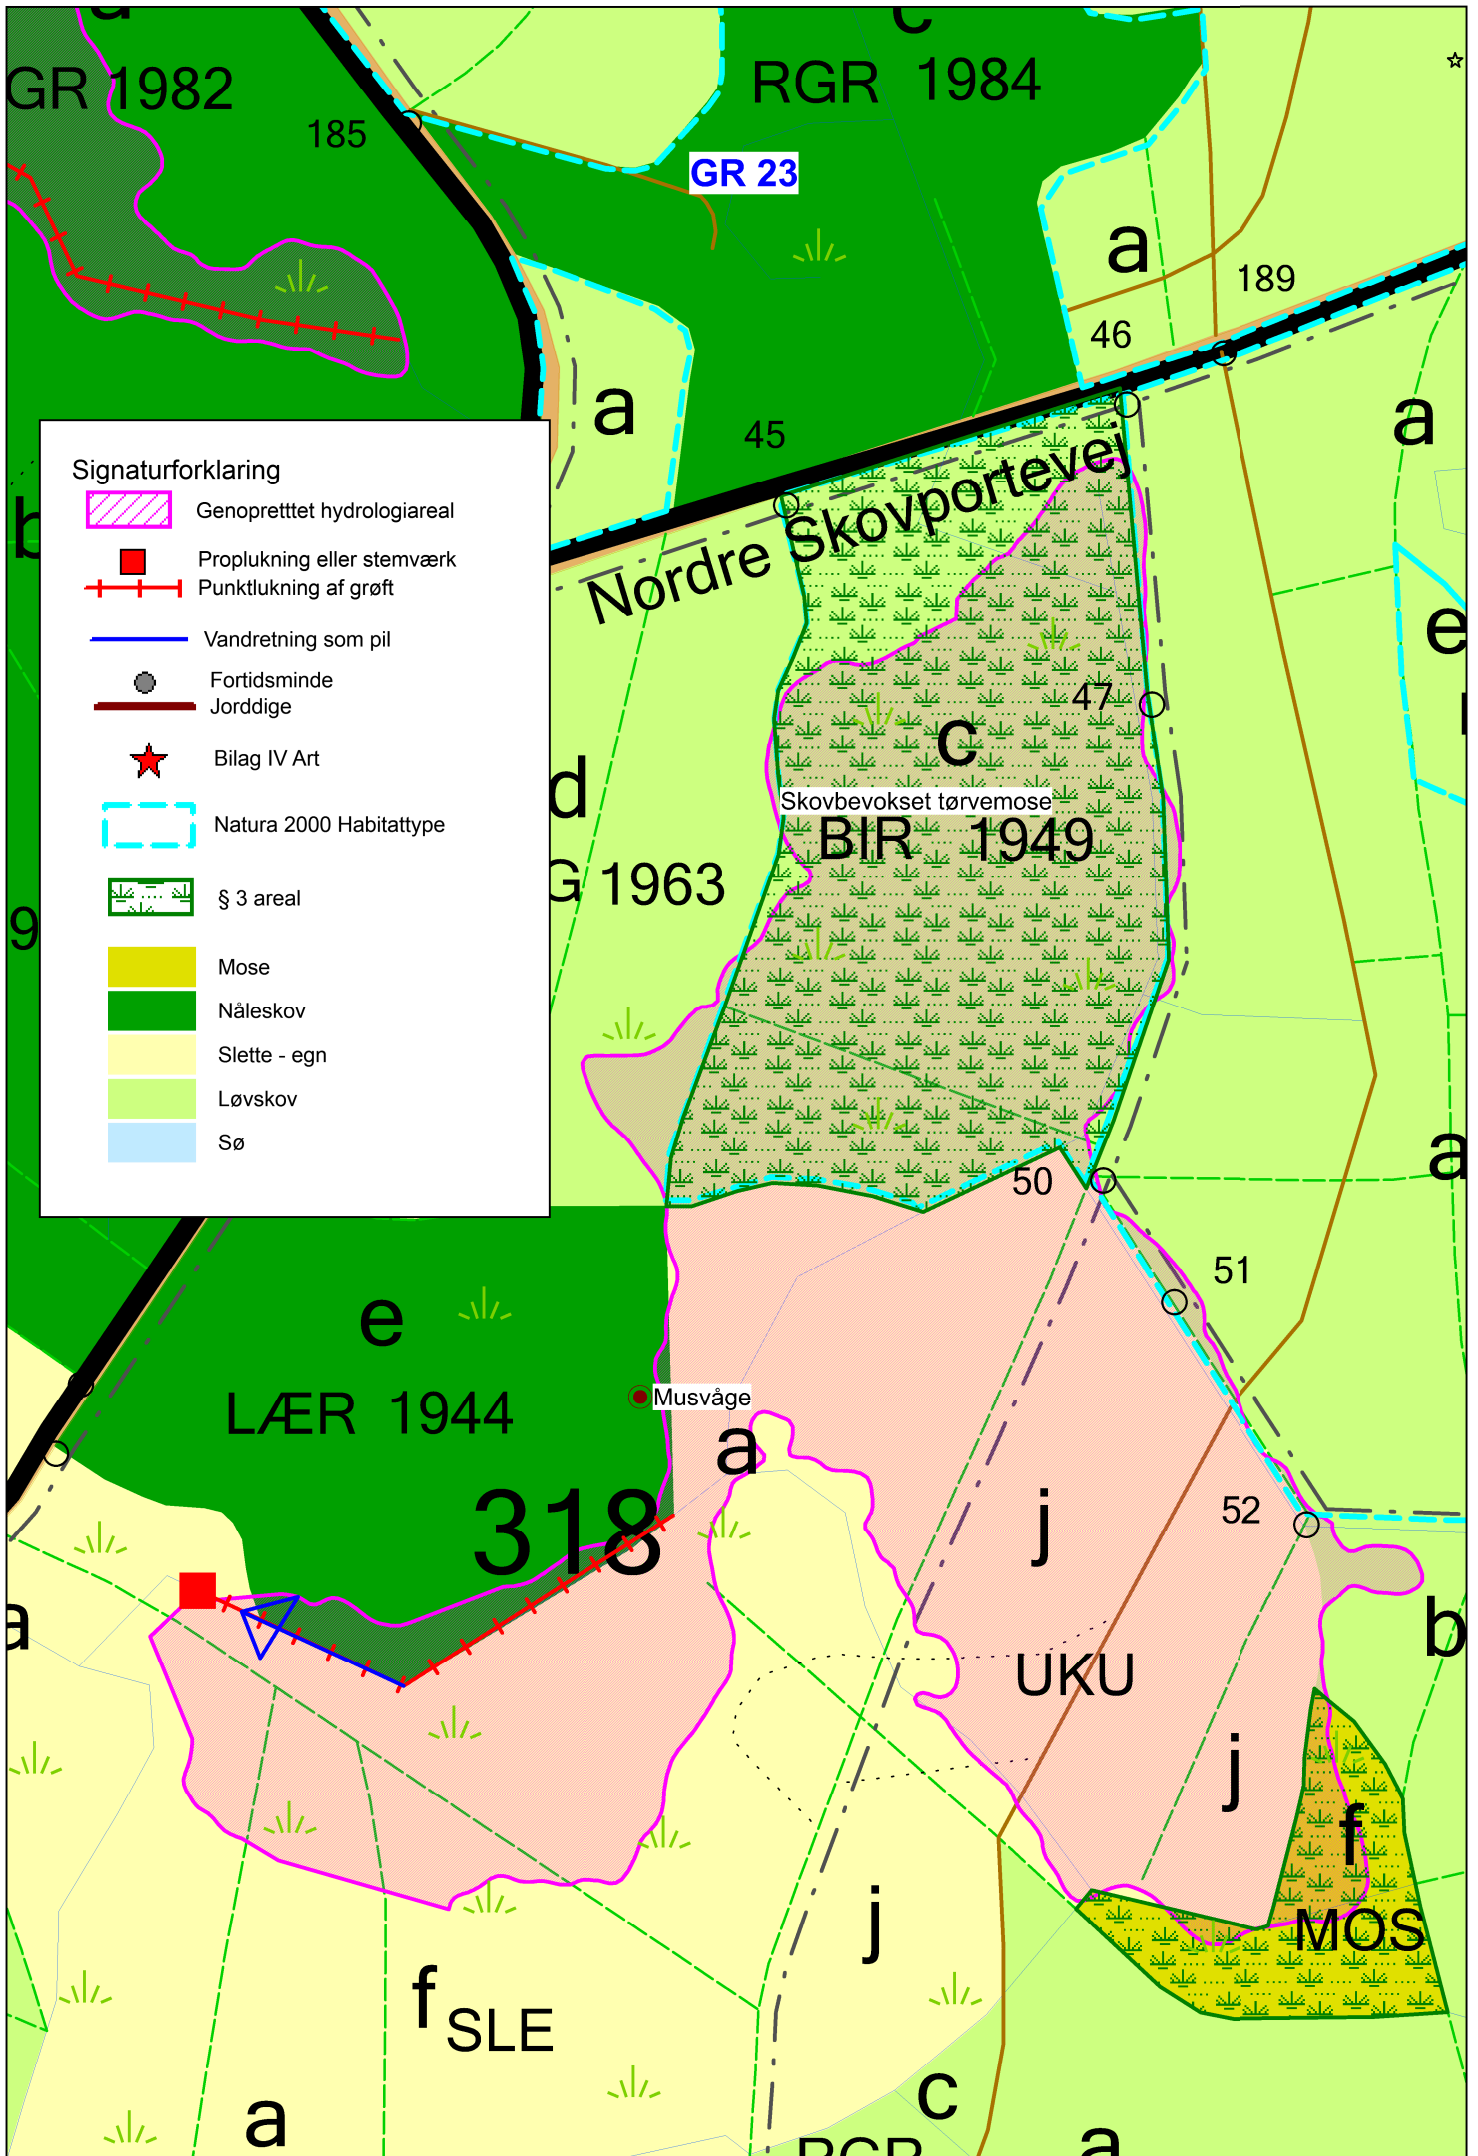 c
GR 1982
RGR 1984
185
GR 23
a
189
46
a
a
45
Nordre Skovportevej
Signaturforklaring
Genopretttet hydrologiareal
Proplukning eller stemværk
Punktlukning af grøft
Vandretning som pil
Fortidsminde
Jorddige
Bilag IV Art
Natura 2000 Habitattype
§ 3 areal
Mose
Nåleskov
Slette - egn
Løvskov
Sø
b
e
47
c
d
Skovbevokset tørvemose
BIR 1949
G 1963
9
a
50
51
e
LÆR 1944
Musvåge
a
318
j
52
a
b
UKU
j
f
MOS
j
f SLE
c
a
RGR
a